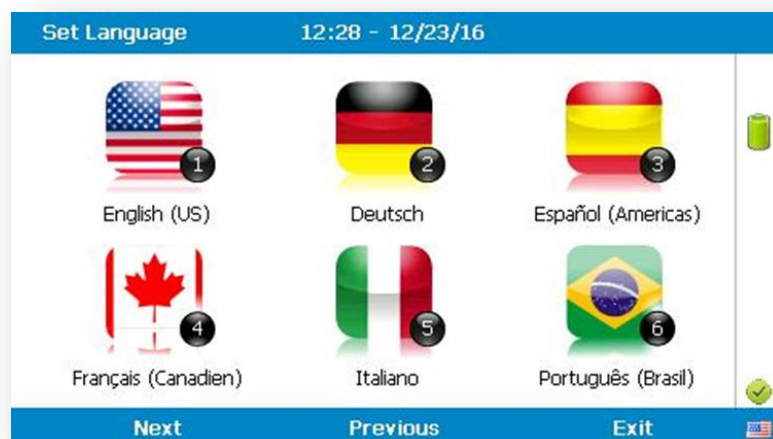 Set Language 12:28 - 12/23/16
1 2 3
English (US) Deutsch Español (Americas)
4 5 6
Français (Canadien) Italiano Português (Brasil)
Next Previous Exit